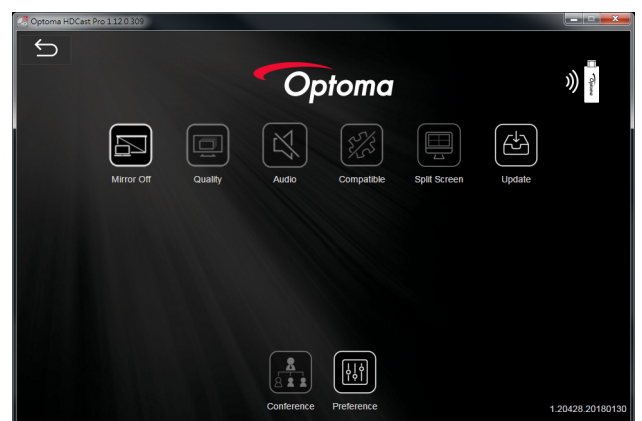 Optoma HDCast Pro 1.12.0.309
Optoma
Optoma
Mirror Off Quality Audio Compatible Split Screen Update
Conference Preference
1.20428.20180130